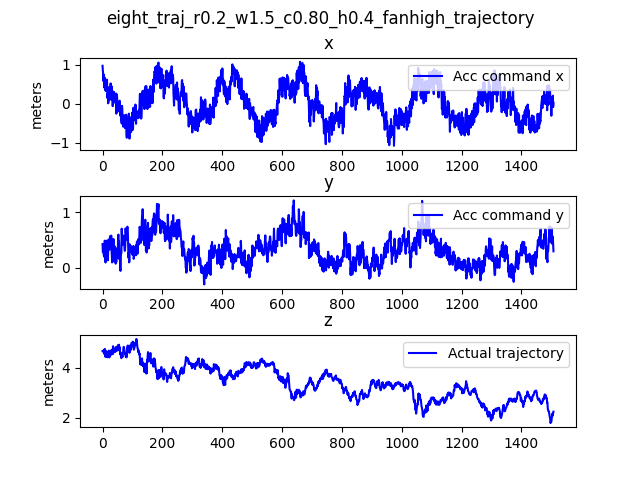 eight_traj_r0.2_w1.5_c0.80_h0.4_fanhigh_trajectory
x
1
0
−1
meters
Acc command x
0 200 400 600 800 1000 1200 1400
y
1
0
meters
Acc command y
0 200 400 600 800 1000 1200 1400
z
4
2
meters
Actual trajectory
0 200 400 600 800 1000 1200 1400